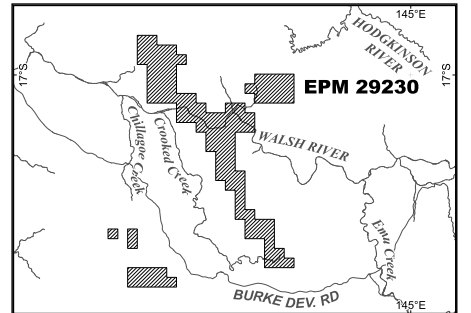 145°E
HODGKINSON
RIVER
17°S
17°S
EPM 29230
WALSH RIVER
Chillagoe Creek
Crooked Creek
Emu Creek
BURKE DEV. RD
145°E